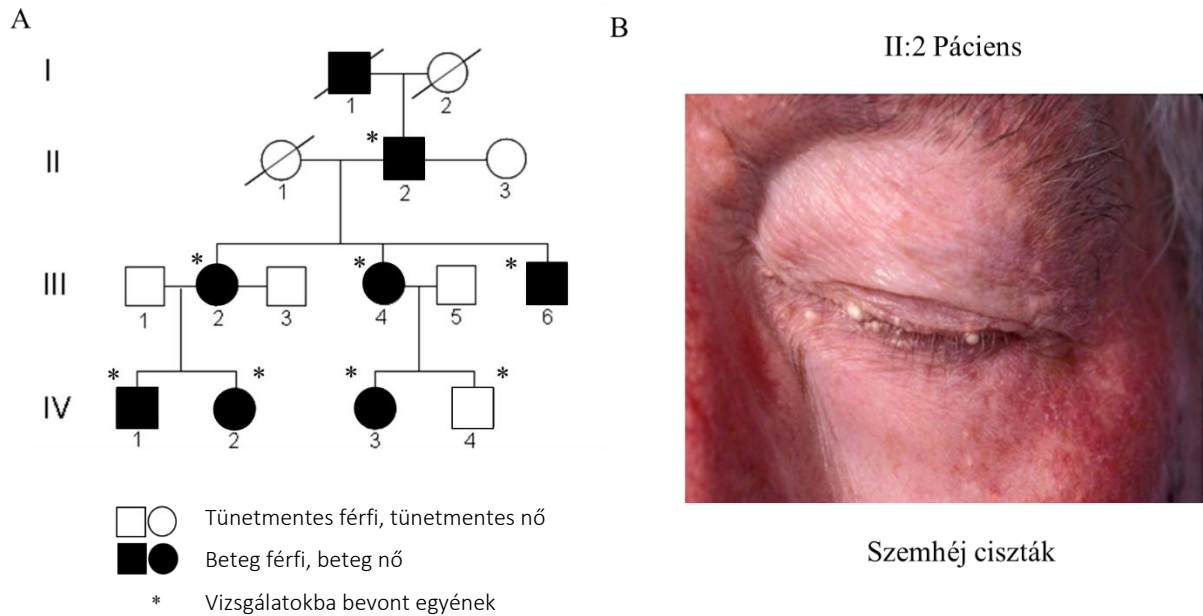 A
I
1
2
*
II
1
2
3
* * *
III
1
2
3
4
5
6
* * * *
IV
1
2
3
4
Tünetmentes férfi, tünetmentes nő
Beteg férfi, beteg nő
* Vizsgálatokba bevont egyének
B
II:2 Páciens
Szemhéj ciszták